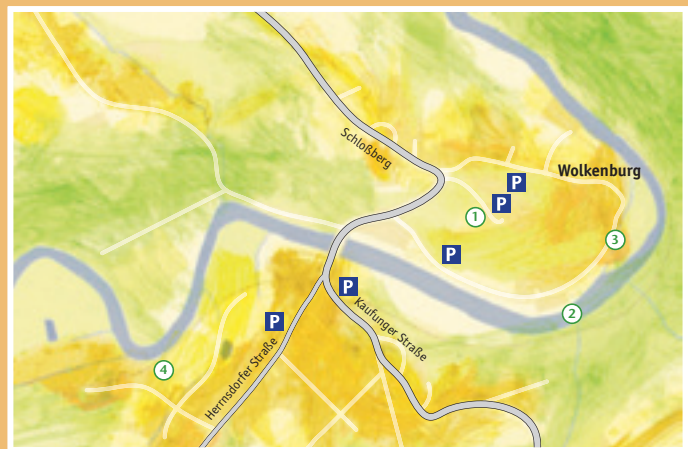 Schloßberg
Wolkenburg
P
P
1
3
P
P
2
P
Kaufunger Straße
Herrnsdorfer Straße
4